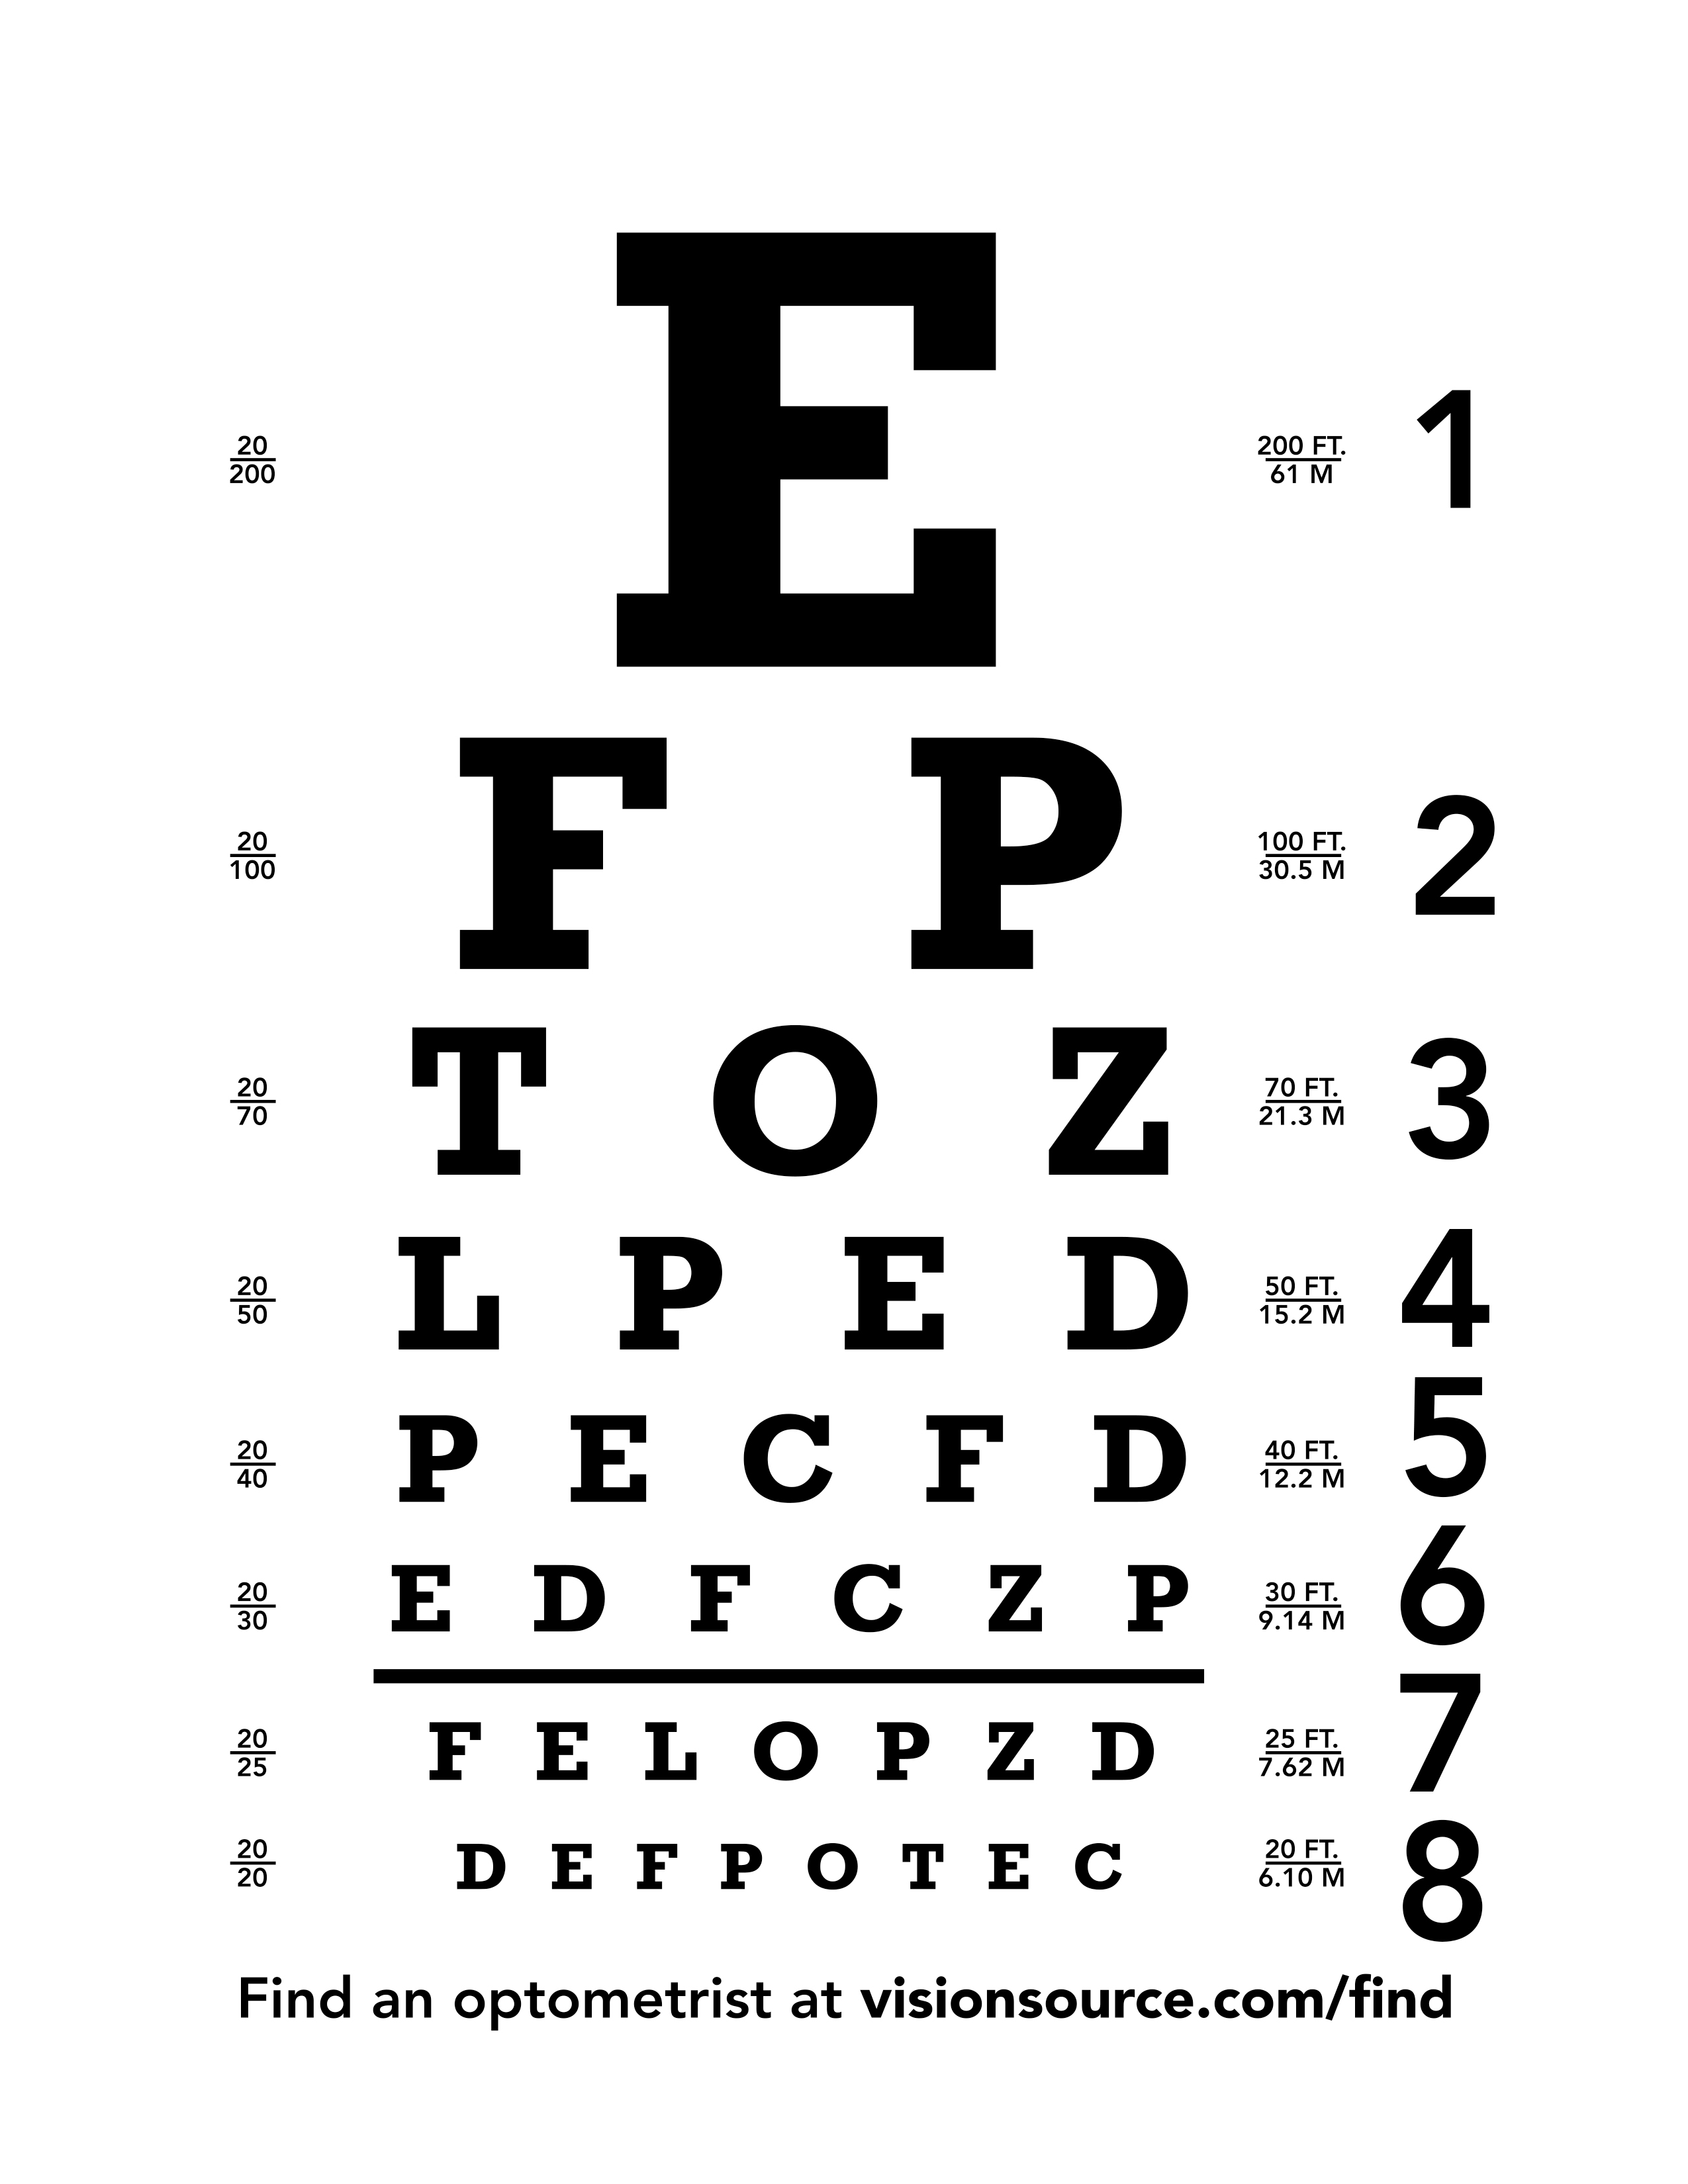 E
20
200
200 FT.
61 M
1
F P
20
100
100 FT.
30.5 M
2
T O Z
20
70
70 FT.
21.3 M
3
L P E D
20
50
50 FT.
15.2 M
4
P E C F D
20
40
40 FT.
12.2 M
5
E D F C Z P
20
30
30 FT.
9.14 M
6
F E L O P Z D
20
25
25 FT.
7.62 M
7
D E F P O T E C
20
20
20 FT.
6.10 M
8
Find an optometrist at visionsource.com/find